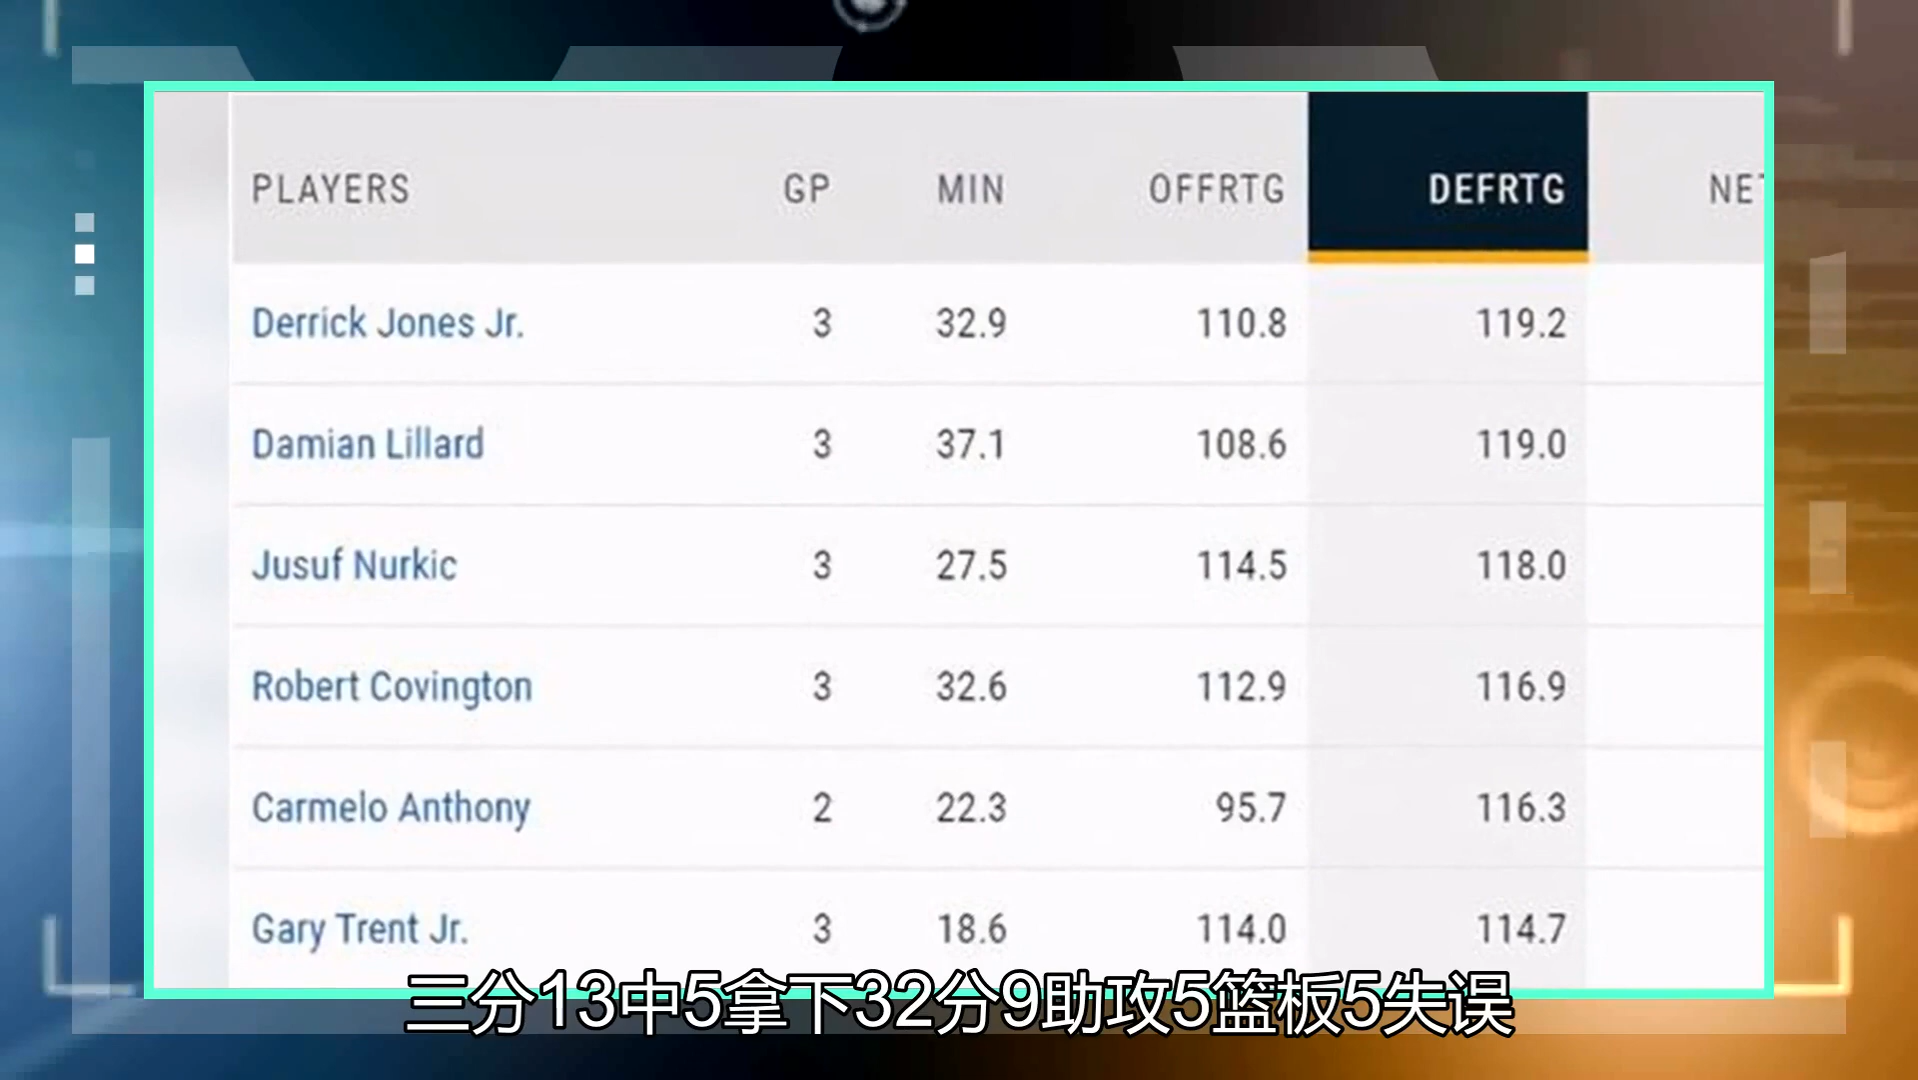 PLAYERS GP MIN OFFRTG DEFRTG NET
Derrick Jones Jr. 3 32.9 110.8 119.2
Damian Lillard 3 37.1 108.6 119.0
Jusuf Nurkic 3 27.5 114.5 118.0
Robert Covington 3 32.6 112.9 116.9
Carmelo Anthony 2 22.3 95.7 116.3
Gary Trent Jr. 3 18.6 114.0 114.7
三分13中5拿下32分9助攻5篮板5失误